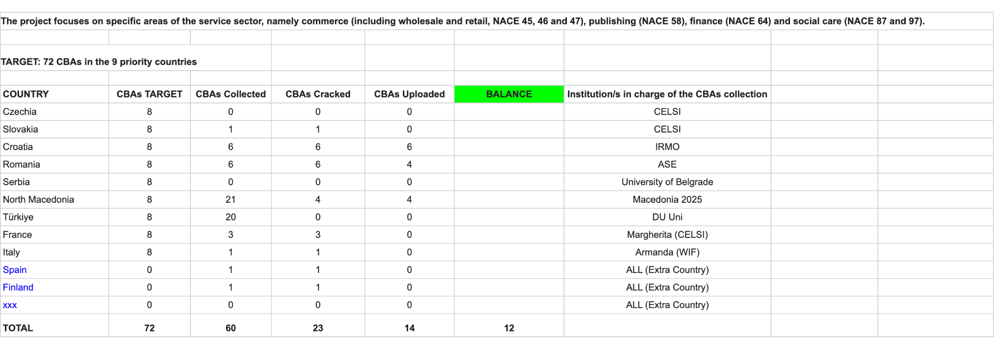 The project focuses on specific areas of the service sector, namely commerce (including wholesale and retail, NACE 45, 46 and 47), publishing (NACE 58), finance (NACE 64) and social care (NACE 87 and 97).
TARGET: 72 CBAs in the 9 priority countries
COUNTRY CBAs TARGET CBAs Collected CBAs Cracked CBAs Uploaded BALANCE Institution/s in charge of the CBAs collection
Czechia 8 0 0 0 CELSI
Slovakia 8 1 1 0 CELSI
Croatia 8 6 6 6 IRMO
Romania 8 6 6 4 ASE
Serbia 8 0 0 0 University of Belgrade
North Macedonia 8 21 4 4 Macedonia 2025
Türkiye 8 20 0 0 DU Uni
France 8 3 3 0 Margherita (CELSI)
Italy 8 1 1 0 Armanda (WIF)
Spain 0 1 1 0 ALL (Extra Country)
Finland 0 1 1 0 ALL (Extra Country)
xxx 0 0 0 0 ALL (Extra Country)
TOTAL 72 60 23 14 12